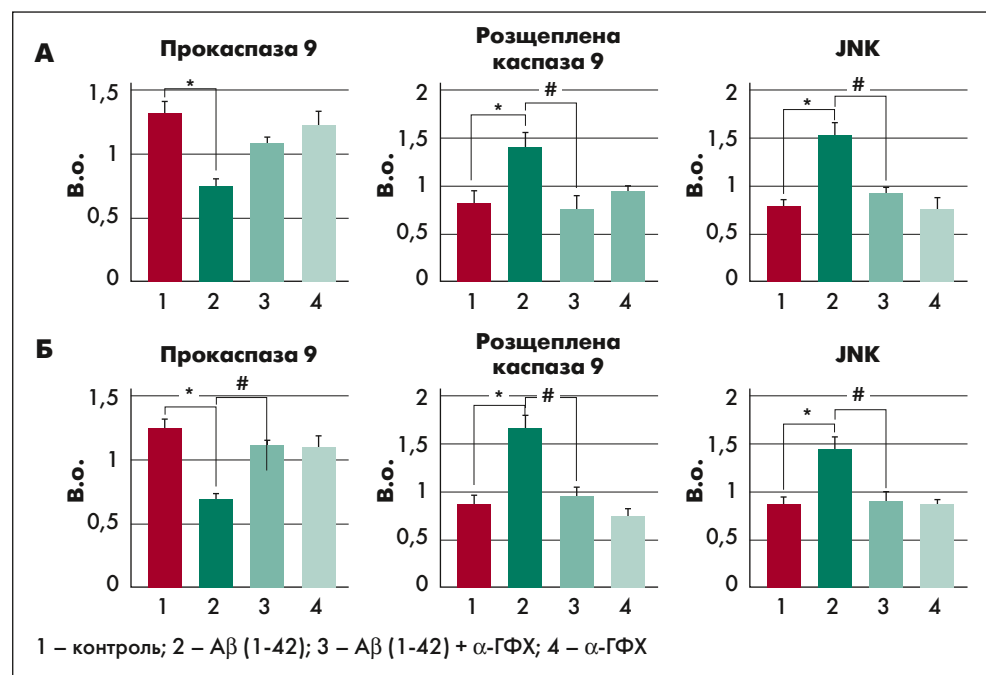 А
Прокаспаза 9
В.о.
1,5
1
0,5
0
*
1 2 3 4
Розщеплена
каспаза 9
В.о.
2
1,5
1
0,5
0
*
#
1 2 3 4
JNK
В.о.
2
1,5
1
0,5
0
*
#
1 2 3 4
Б
Прокаспаза 9
В.о.
1,5
1
0,5
0
*
#
1 2 3 4
Розщеплена
каспаза 9
В.о.
2
1,5
1
0,5
0
*
#
1 2 3 4
JNK
В.о.
2
1,5
1
0,5
0
*
#
1 2 3 4
1 – контроль; 2 – Aβ (1-42); 3 – Aβ (1-42) + α-ГФХ; 4 – α-ГФХ